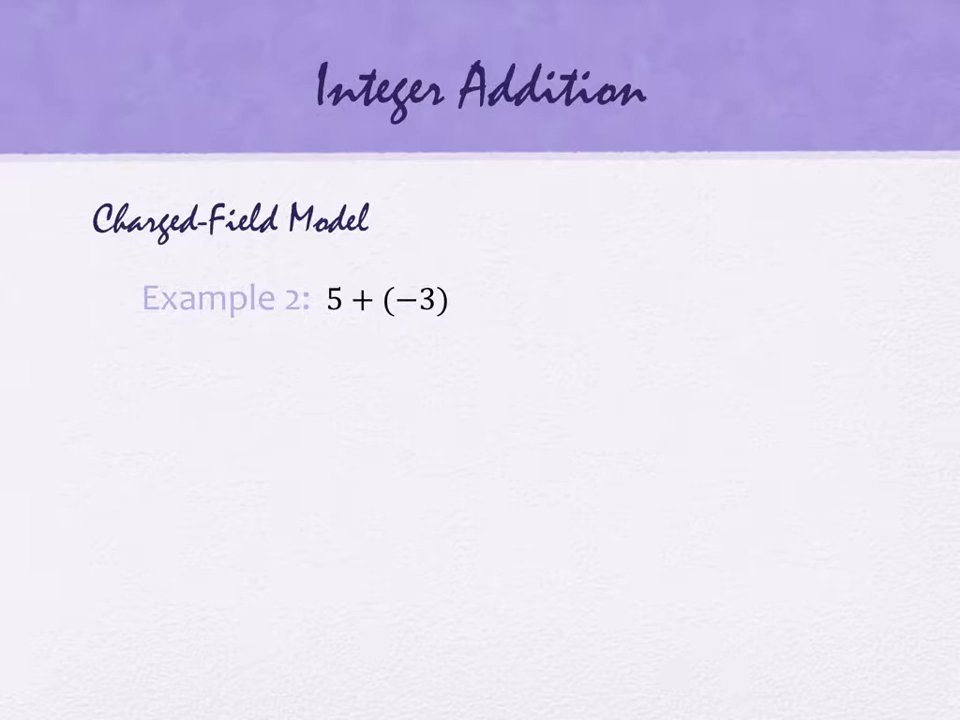 Integer Addition
Charged-Field Model
Example 2: 5 + (−3)